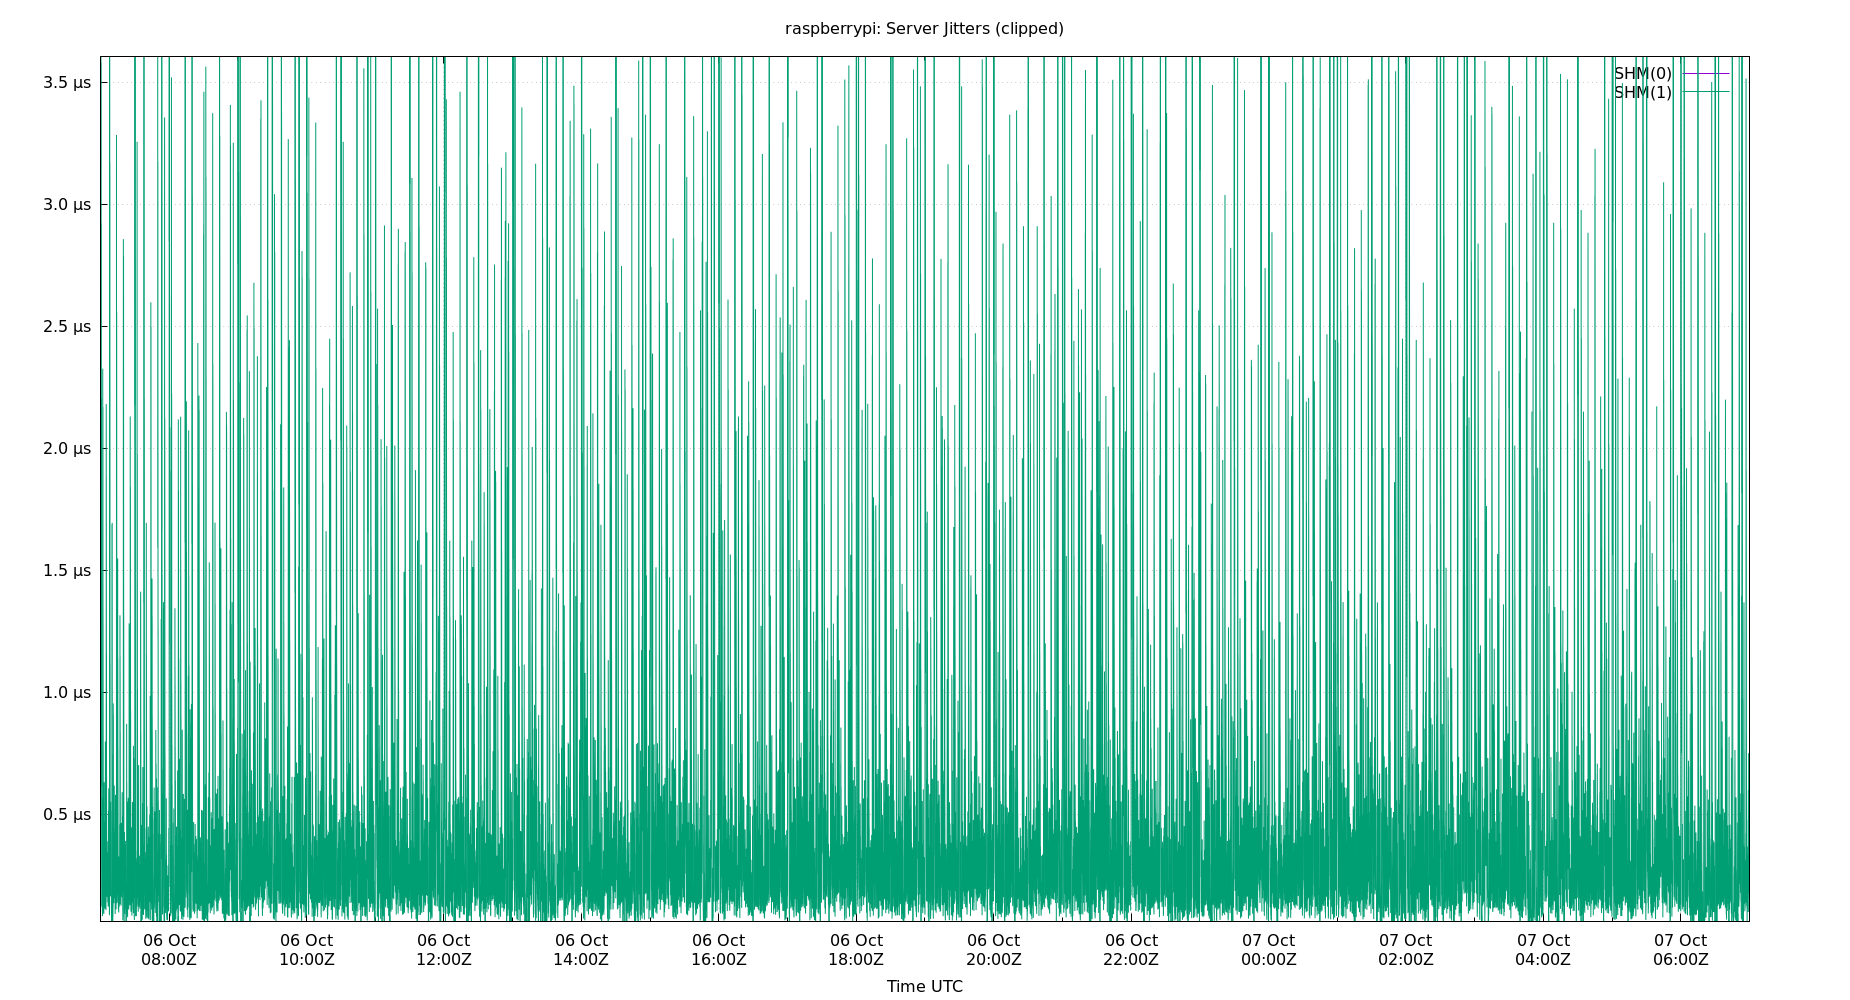 raspberrypi: Server Jitters (clipped)
SHM(0)
SHM(1)
3.5 µs
3.0 µs
2.5 µs
2.0 µs
1.5 µs
1.0 µs
0.5 µs
06 Oct 06 Oct 06 Oct 06 Oct 06 Oct 06 Oct 06 Oct 06 Oct 07 Oct 07 Oct 07 Oct 07 Oct
08:00Z 10:00Z 12:00Z 14:00Z 16:00Z 18:00Z 20:00Z 22:00Z 00:00Z 02:00Z 04:00Z 06:00Z
Time UTC